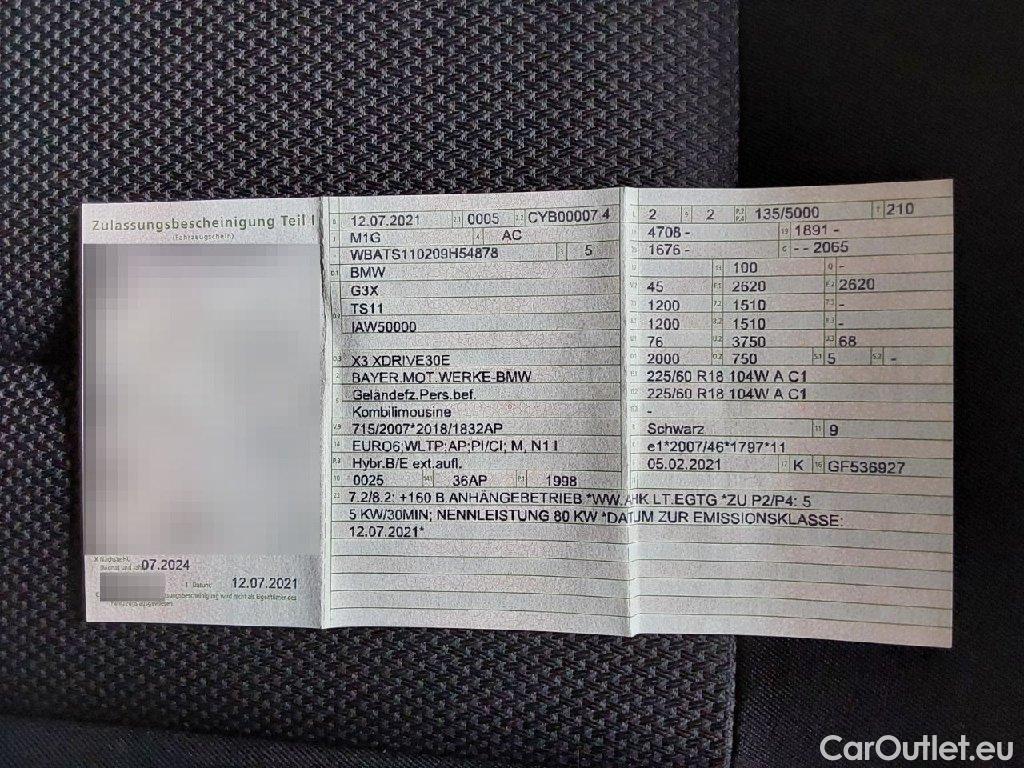 Zulassungsbescheinigung Teil I
(Fahrzeugschein)
07.2024
12.07.2021
12.07.2021 0005 CYB00007 4
M1G AC
WBATS110209H54878 5
BMW
G3X
TS11
IAW50000
X3 XDRIVE30E
BAYER.MOT.WERKE-BMW
Geländefz.Pers.bef.
Kombilimousine
715/2007*2018/1832AP
EURO6;WLTP;AP;PI/CI; M, N1 I
Hybr.B/E ext.aufl.
0025 36AP 1998
2 2 135/5000 210
4708 - 1891 -
1676 - - - 2065
100 -
45 2620 2620
1200 1510 -
1200 1510 -
76 3750 68
2000 750 5 -
225/60 R18 104W A C1
225/60 R18 104W A C1
-
Schwarz 9
e1*2007/46*1797*11
05.02.2021 K GF536927
7.2/8.2: +160 B ANHÄNGEBETRIEB *WW.AHK LT.EGTG *ZU P2/P4: 5
5 KW/30MIN; NENNLEISTUNG 80 KW *DATUM ZUR EMISSIONSKLASSE:
12.07.2021*
CarOutlet.eu